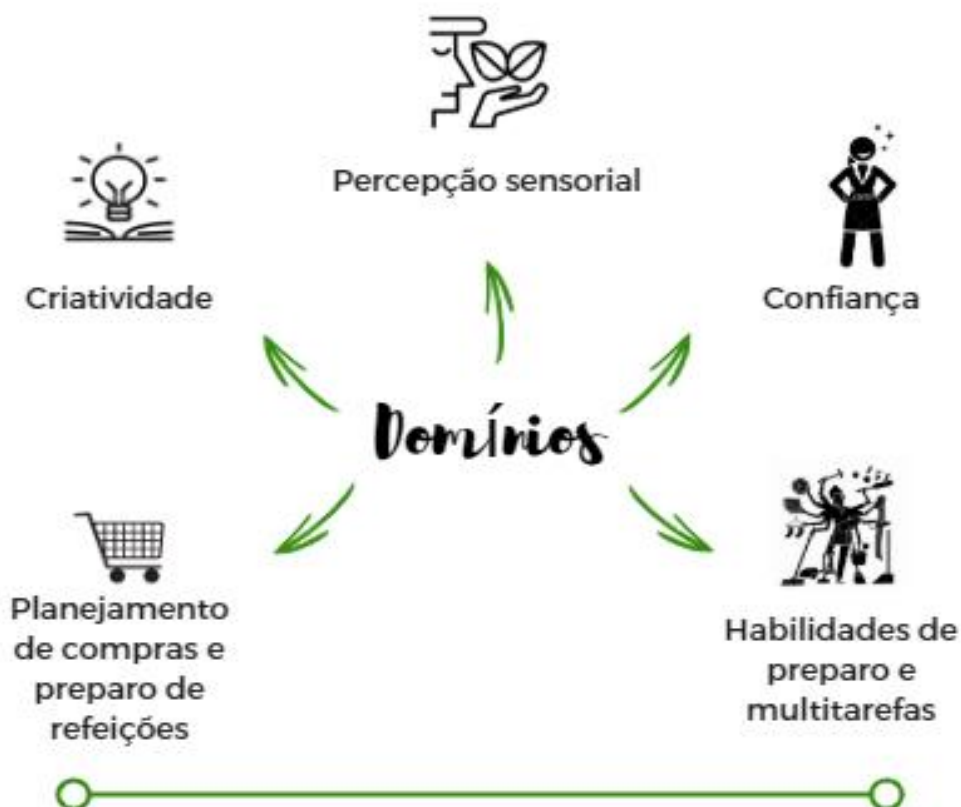 Percepção sensorial
Criatividade
Confiança
Domínios
Planejamento
de compras e
preparo de
refeições
Habilidades de
preparo e
multitarefas